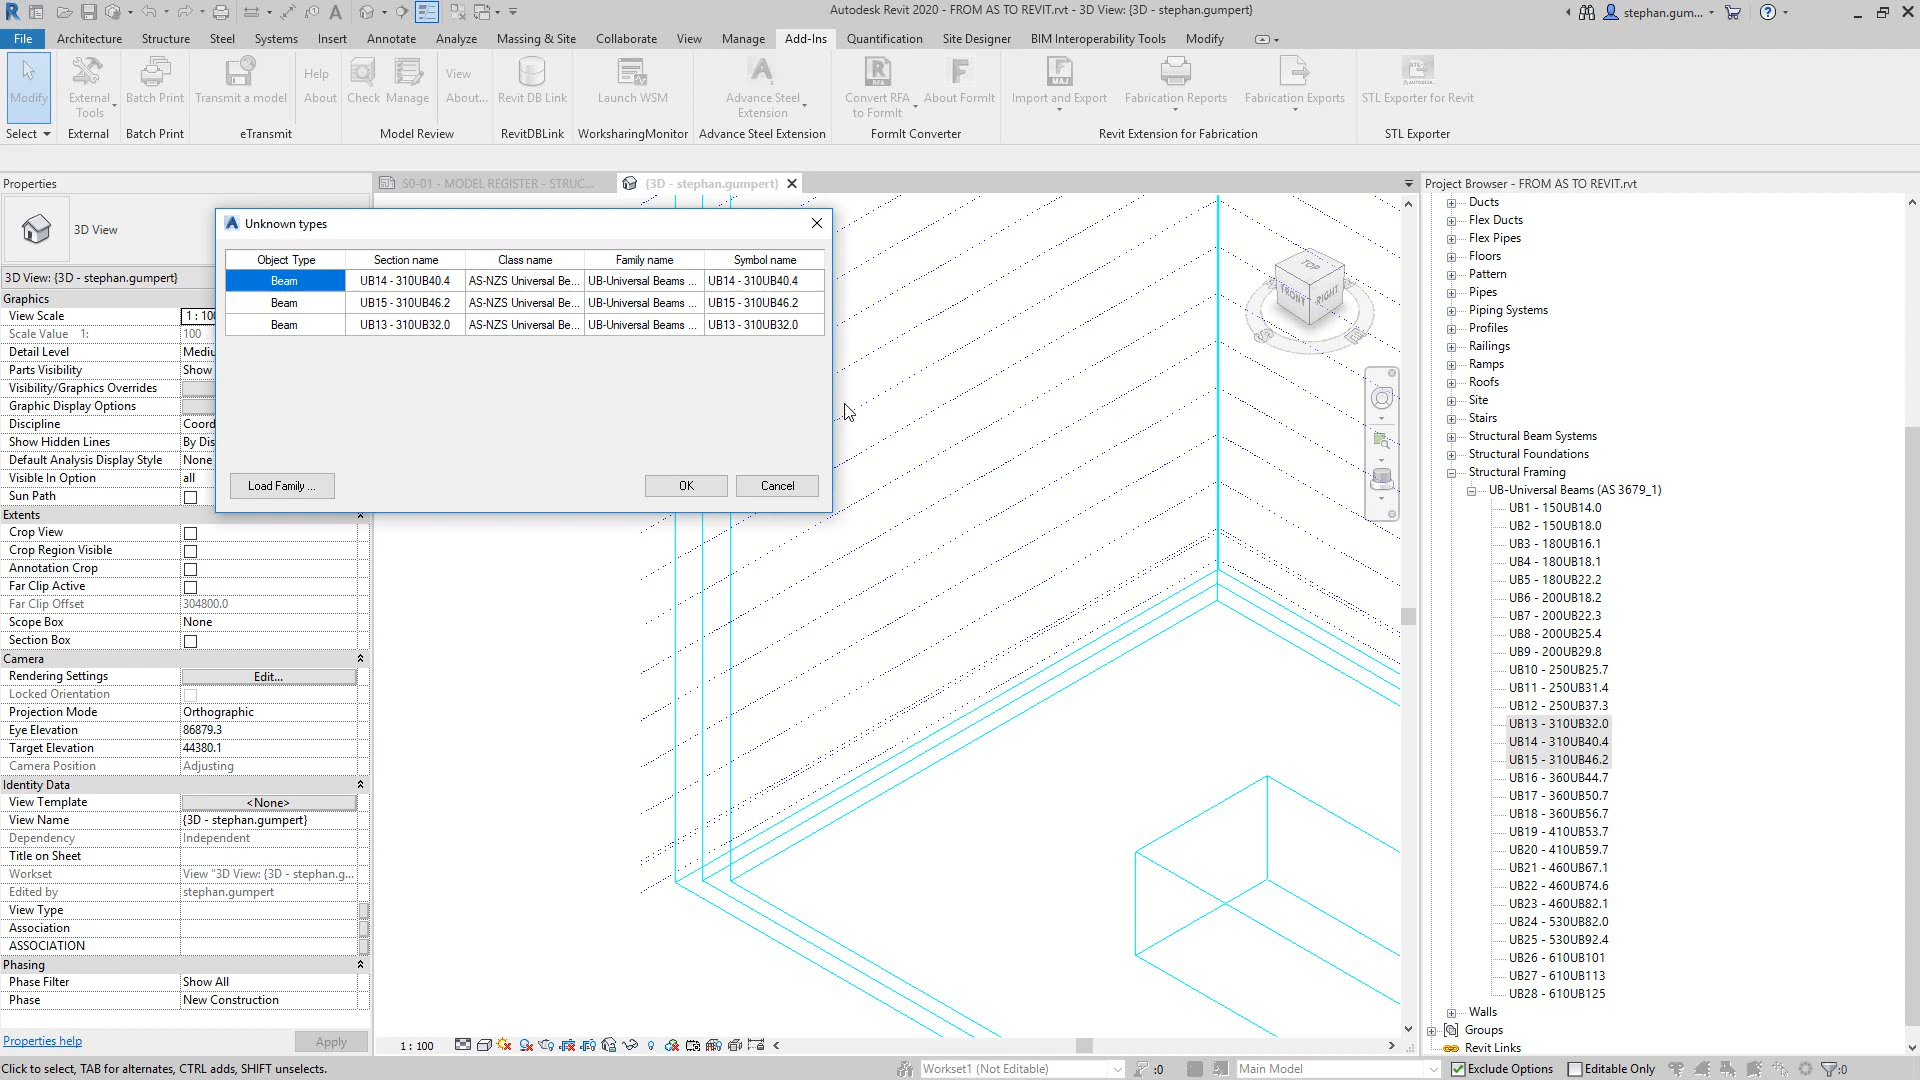 Autodesk Revit 2020 - FROM AS TO REVIT.rvt - 3D View: {3D - stephan.gumpert}
stephan.gum...
File Architecture Structure Steel Systems Insert Annotate Analyze Massing & Site Collaborate View Manage Add-Ins Quantification Site Designer BIM Interoperability Tools Modify
Modify
External Tools
Batch Print
Transmit a model
Help
About
Check
Manage
View
About...
Revit DB Link
Launch WSM
Advance Steel Extension
Convert RFA to FormIt
About FormIt
Import and Export
Fabrication Reports
Fabrication Exports
STL Exporter for Revit
Select External Batch Print eTransmit Model Review RevitDBLink WorksharingMonitor Advance Steel Extension FormIt Converter Revit Extension for Fabrication STL Exporter
Properties
3D View
3D View: {3D - stephan.gumpert}
Graphics
View Scale 1 : 100
Scale Value 1: 100
Detail Level Mediu
Parts Visibility Show
Visibility/Graphics Overrides
Graphic Display Options
Discipline Coord
Show Hidden Lines By Dis
Default Analysis Display Style None
Visible In Option all
Sun Path
Extents
Crop View
Crop Region Visible
Annotation Crop
Far Clip Active
Far Clip Offset 304800.0
Scope Box None
Section Box
Camera
Rendering Settings Edit...
Locked Orientation
Projection Mode Orthographic
Eye Elevation 86879.3
Target Elevation 44380.1
Camera Position Adjusting
Identity Data
View Template <None>
View Name {3D - stephan.gumpert}
Dependency Independent
Title on Sheet
Workset View "3D View: {3D - stephan.g...
Edited by stephan.gumpert
View Type
Association
ASSOCIATION
Phasing
Phase Filter Show All
Phase New Construction
Properties help
Apply
S0-01 - MODEL REGISTER - STRUC...
{3D - stephan.gumpert}
Unknown types
Object Type Section name Class name Family name Symbol name
Beam UB14 - 310UB40.4 AS-NZS Universal Be... UB-Universal Beams ... UB14 - 310UB40.4
Beam UB15 - 310UB46.2 AS-NZS Universal Be... UB-Universal Beams ... UB15 - 310UB46.2
Beam UB13 - 310UB32.0 AS-NZS Universal Be... UB-Universal Beams ... UB13 - 310UB32.0
Load Family ...
OK
Cancel
TOP
FRONT
RIGHT
1 : 100
Project Browser - FROM AS TO REVIT.rvt
Ducts
Flex Ducts
Flex Pipes
Floors
Pattern
Pipes
Piping Systems
Profiles
Railings
Ramps
Roofs
Site
Stairs
Structural Beam Systems
Structural Foundations
Structural Framing
UB-Universal Beams (AS 3679_1)
UB1 - 150UB14.0
UB2 - 150UB18.0
UB3 - 180UB16.1
UB4 - 180UB18.1
UB5 - 180UB22.2
UB6 - 200UB18.2
UB7 - 200UB22.3
UB8 - 200UB25.4
UB9 - 200UB29.8
UB10 - 250UB25.7
UB11 - 250UB31.4
UB12 - 250UB37.3
UB13 - 310UB32.0
UB14 - 310UB40.4
UB15 - 310UB46.2
UB16 - 360UB44.7
UB17 - 360UB50.7
UB18 - 360UB56.7
UB19 - 410UB53.7
UB20 - 410UB59.7
UB21 - 460UB67.1
UB22 - 460UB74.6
UB23 - 460UB82.1
UB24 - 530UB82.0
UB25 - 530UB92.4
UB26 - 610UB101
UB27 - 610UB113
UB28 - 610UB125
Walls
Groups
Revit Links
Click to select, TAB for alternates, CTRL adds, SHIFT unselects.
Workset1 (Not Editable)
:0
Main Model
Exclude Options
Editable Only
:0